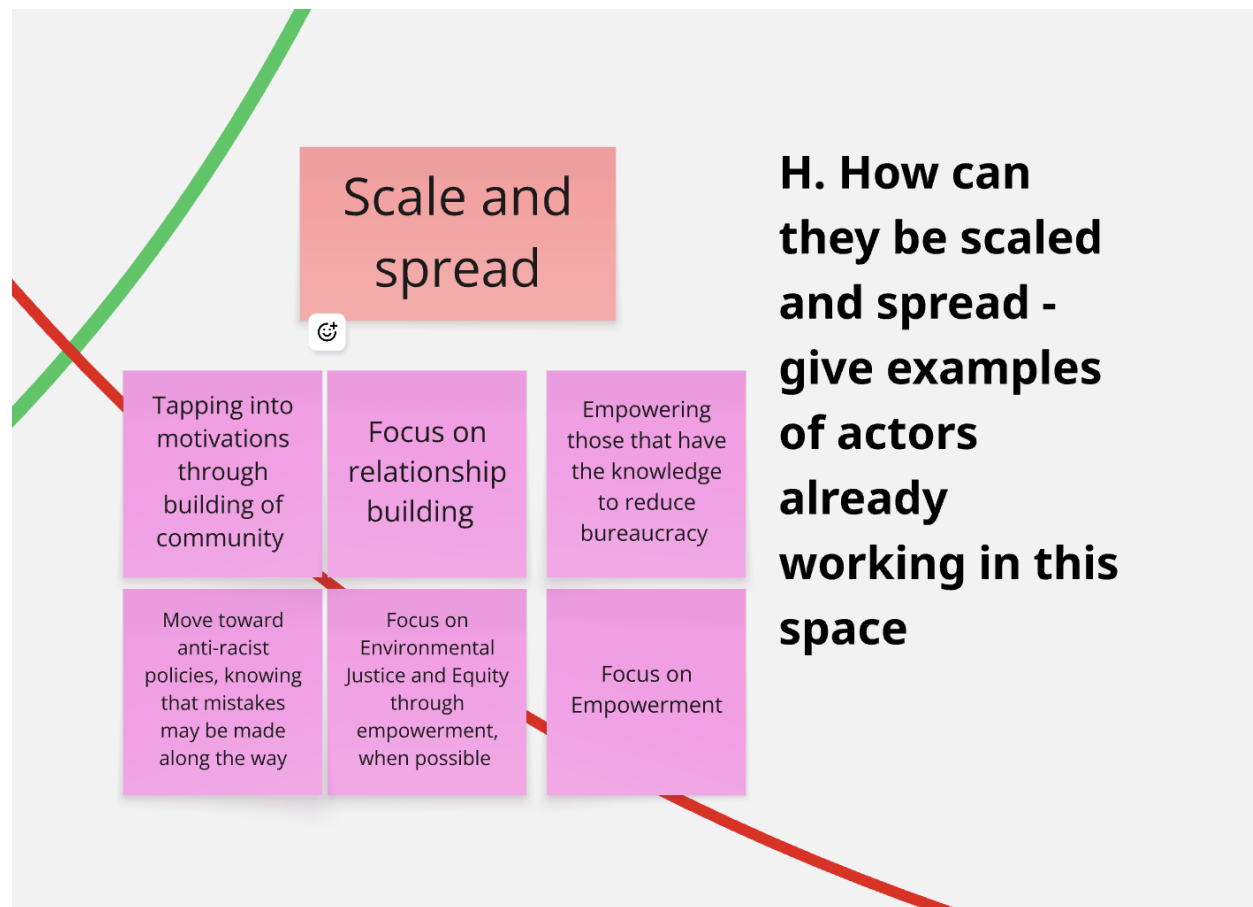 Scale and
spread
H. How can
they be scaled
and spread -
give examples
of actors
already
working in this
space
Tapping into
motivations
through
building of
community
Focus on
relationship
building
Empowering
those that have
the knowledge
to reduce
bureaucracy
Move toward
anti-racist
policies, knowing
that mistakes
may be made
along the way
Focus on
Environmental
Justice and Equity
through
empowerment,
when possible
Focus on
Empowerment